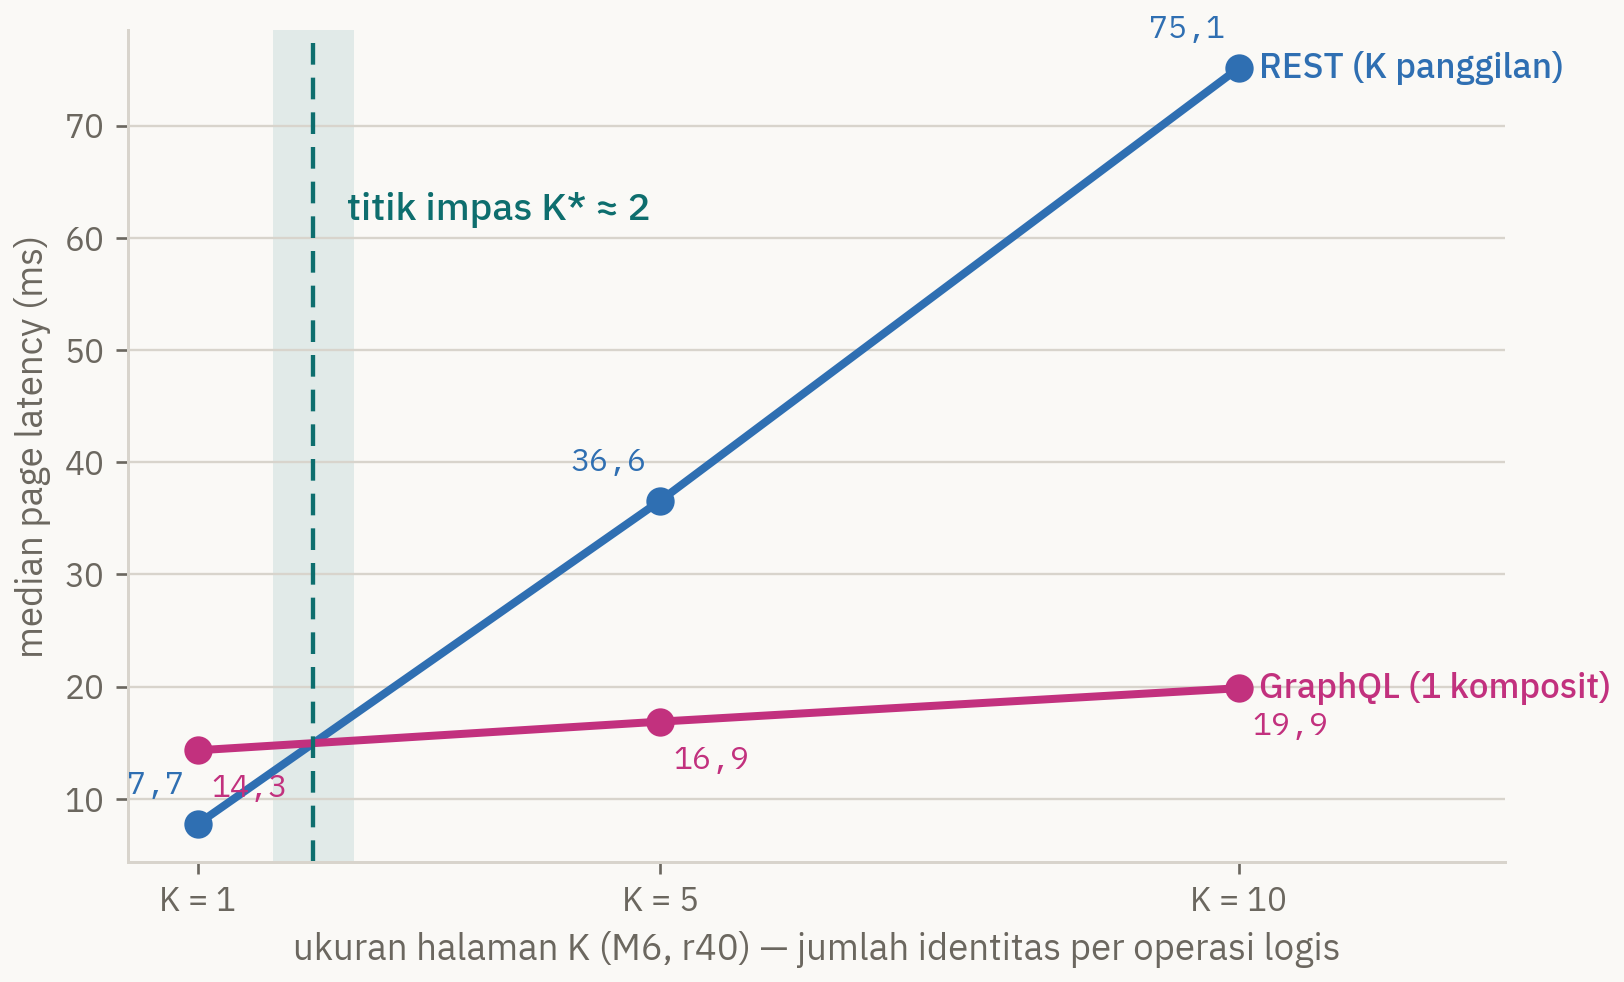 75,1
REST (K panggilan)
70
titik impas K* ≈ 2
60
50
40
36,6
30
20
GraphQL (1 komposit)
19,9
16,9
7,7
14,3
10
median page latency (ms)
K = 1
K = 5
K = 10
ukuran halaman K (M6, r40) — jumlah identitas per operasi logis